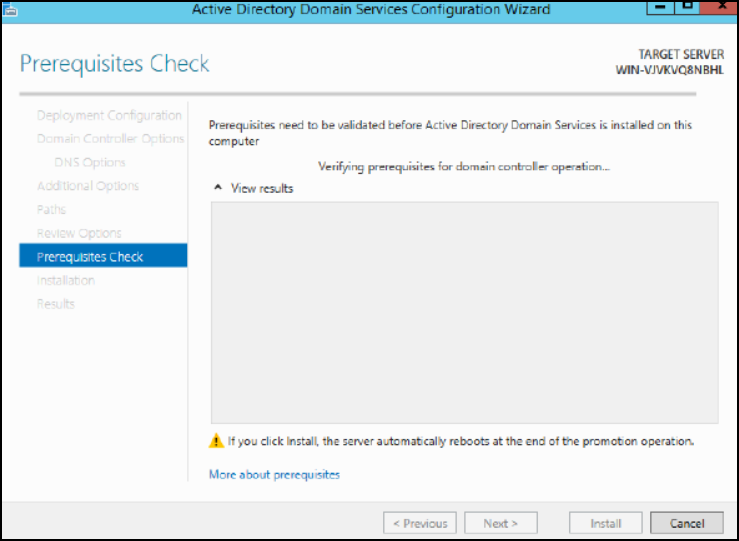 Active Directory Domain Services Configuration Wizard
Prerequisites Check
TARGET SERVER
WIN-VJVKVQ8NBHL
Deployment Configuration
Domain Controller Options
DNS Options
Additional Options
Paths
Review Options
Prerequisites Check
Installation
Results
Prerequisites need to be validated before Active Directory Domain Services is installed on this
computer
Verifying prerequisites for domain controller operation...
View results
If you click Install, the server automatically reboots at the end of the promotion operation.
More about prerequisites
< Previous
Next >
Install
Cancel